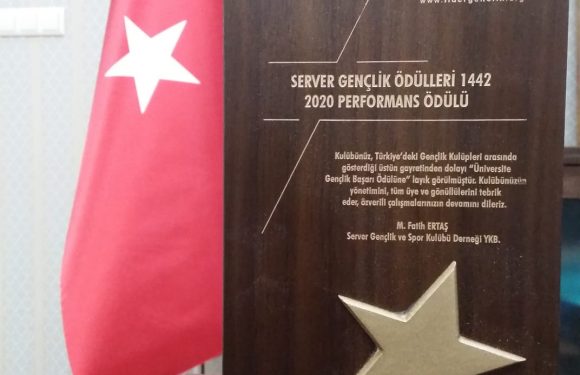 SERVER GENÇLİK ÖDÜLLERİ 1442
2020 PERFORMANS ÖDÜLÜ
Kulübünüz, Türkiye'deki Gençlik Kulüpleri arasında
gösterdiği üstün gayretinden dolayı "Üniversite
Gençlik Başarı Ödülüne" layık görülmüştür. Kulübünüzün
yönetimini, tüm üye ve gönüllülerini tebrik
eder, özverili çalışmalarınızın devamını dileriz.
M. Fatih ERTAŞ
Server Gençlik ve Spor Kulübü Derneği YKB.